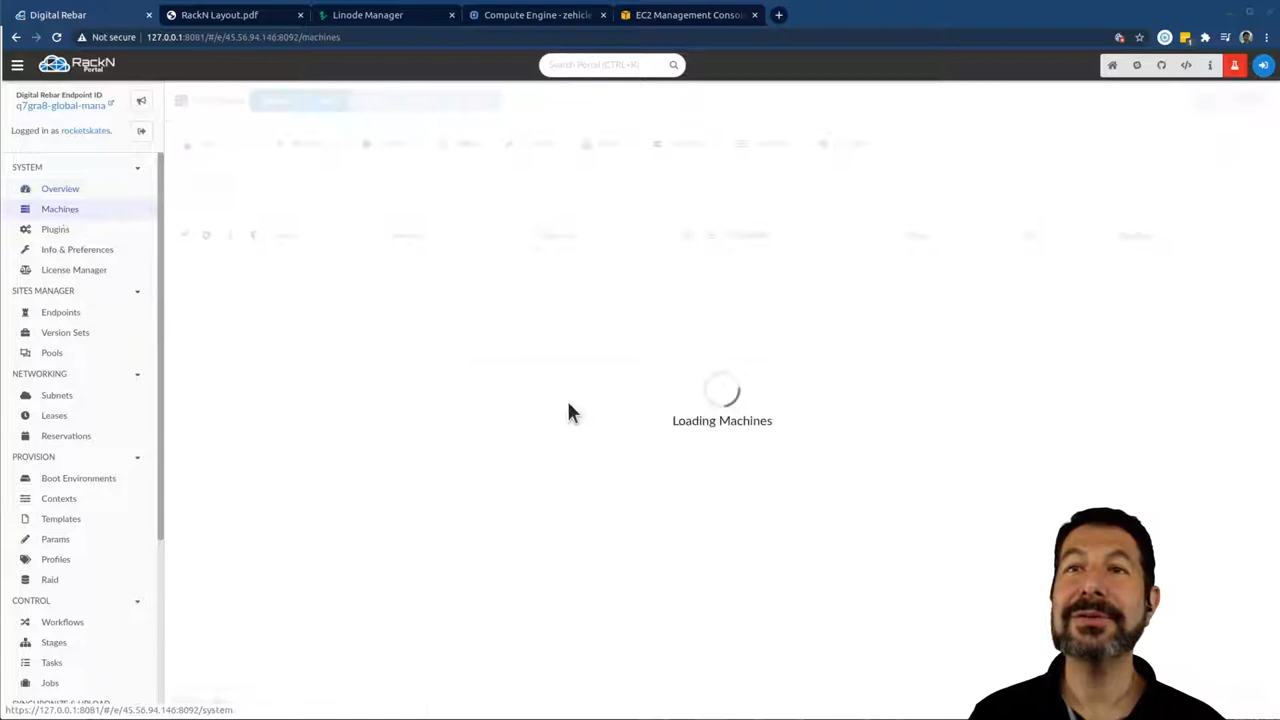 Digital Rebar
RackN Layout.pdf
Linode Manager
Compute Engine - zehicle
EC2 Management Conso
Not secure
127.0.0.1:8081/#/e/45.56.94.146:8092/machines
RackN
Portal
Search Portal (CTRL+K)
Digital Rebar Endpoint ID
q7gra8-global-mana
Logged in as rocketskates.
SYSTEM
Overview
Machines
Plugins
Info & Preferences
License Manager
SITES MANAGER
Endpoints
Version Sets
Pools
NETWORKING
Subnets
Leases
Reservations
PROVISION
Boot Environments
Contexts
Templates
Params
Profiles
Raid
CONTROL
Workflows
Stages
Tasks
Jobs
Loading Machines
https://127.0.0.1:8081/#/e/45.56.94.146:8092/system